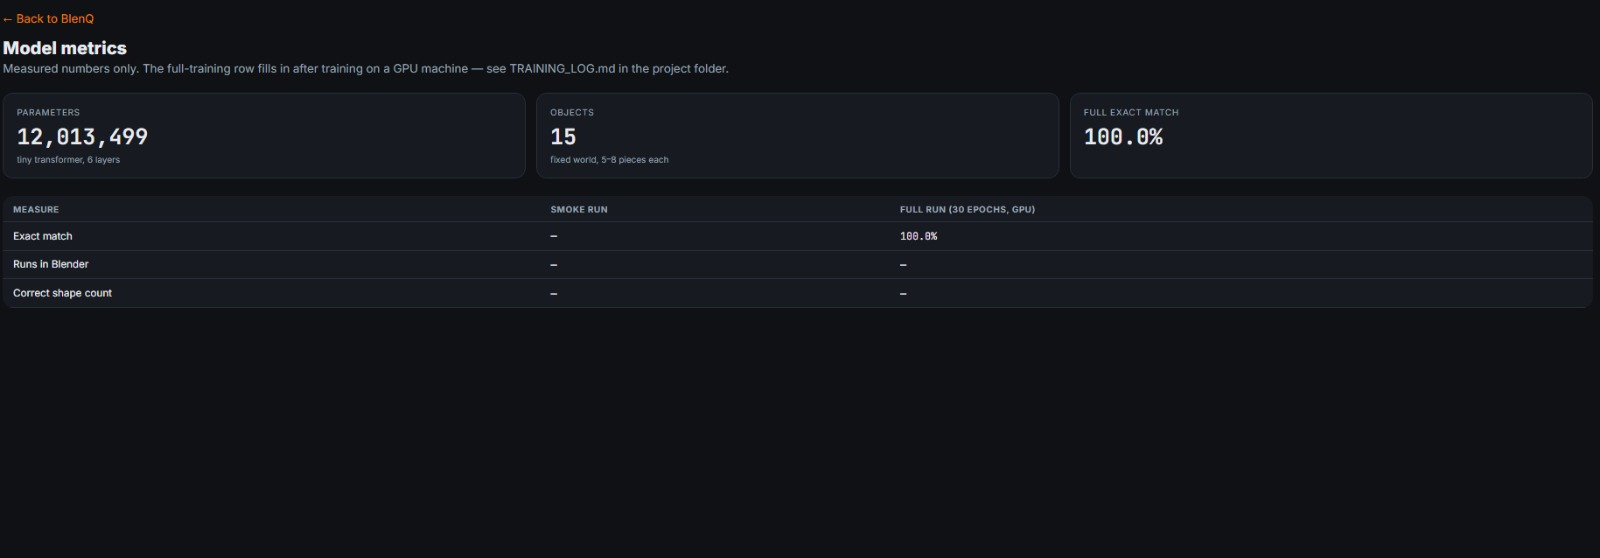 ← Back to BlenQ
Model metrics
Measured numbers only. The full-training row fills in after training on a GPU machine — see TRAINING_LOG.md in the project folder.
PARAMETERS
12,013,499
tiny transformer, 6 layers
OBJECTS
15
fixed world, 5–8 pieces each
FULL EXACT MATCH
100.0%
MEASURE SMOKE RUN FULL RUN (30 EPOCHS, GPU)
Exact match – 100.0%
Runs in Blender – –
Correct shape count – –